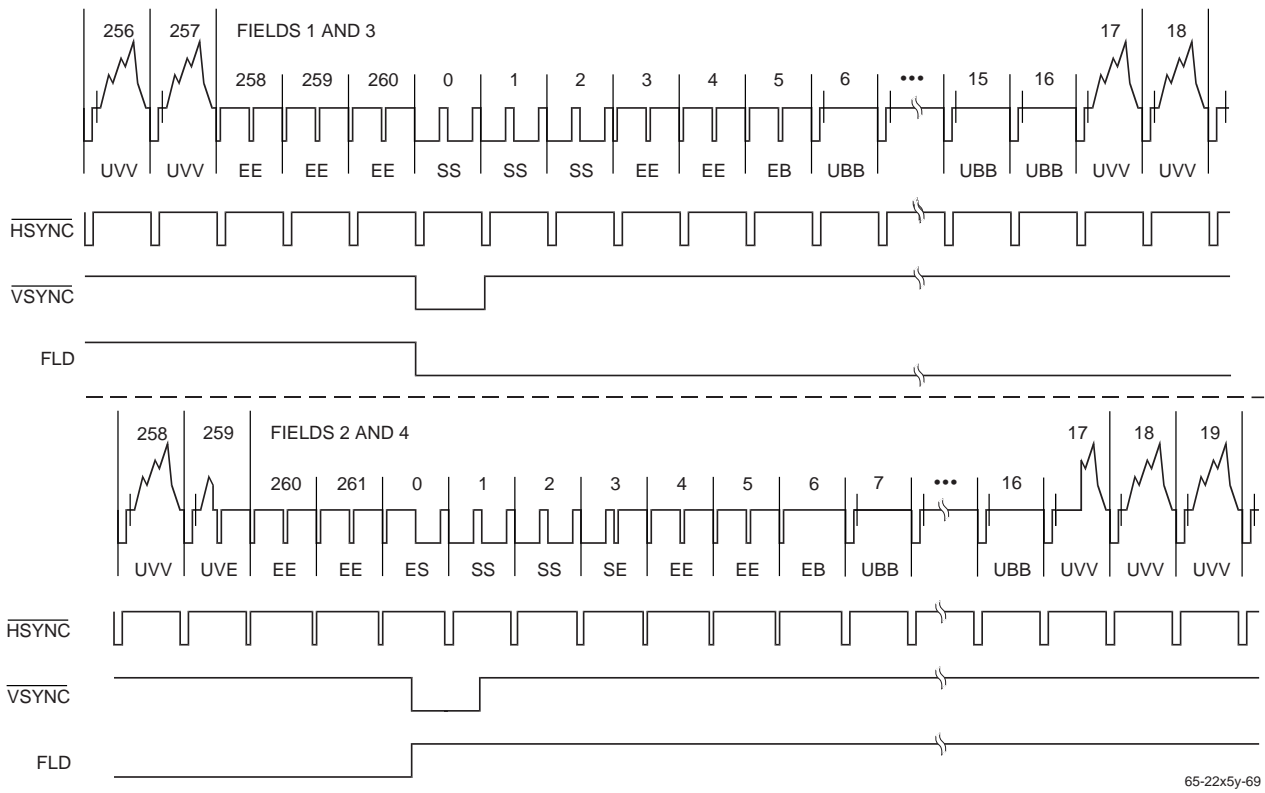 256 257 FIELDS 1 AND 3 17 18
258 259 260 0 1 2 3 4 5 6 ••• 15 16
UVV UVV EE EE EE SS SS SS EE EE EB UBB UBB UBB UVV UVV
HSYNC
VSYNC
FLD
258 259 FIELDS 2 AND 4 17 18 19
260 261 0 1 2 3 4 5 6 7 ••• 16
UVV UVE EE EE ES SS SS SE EE EE EB UBB UBB UVV UVV UVV
HSYNC
VSYNC
FLD
65-22x5y-69